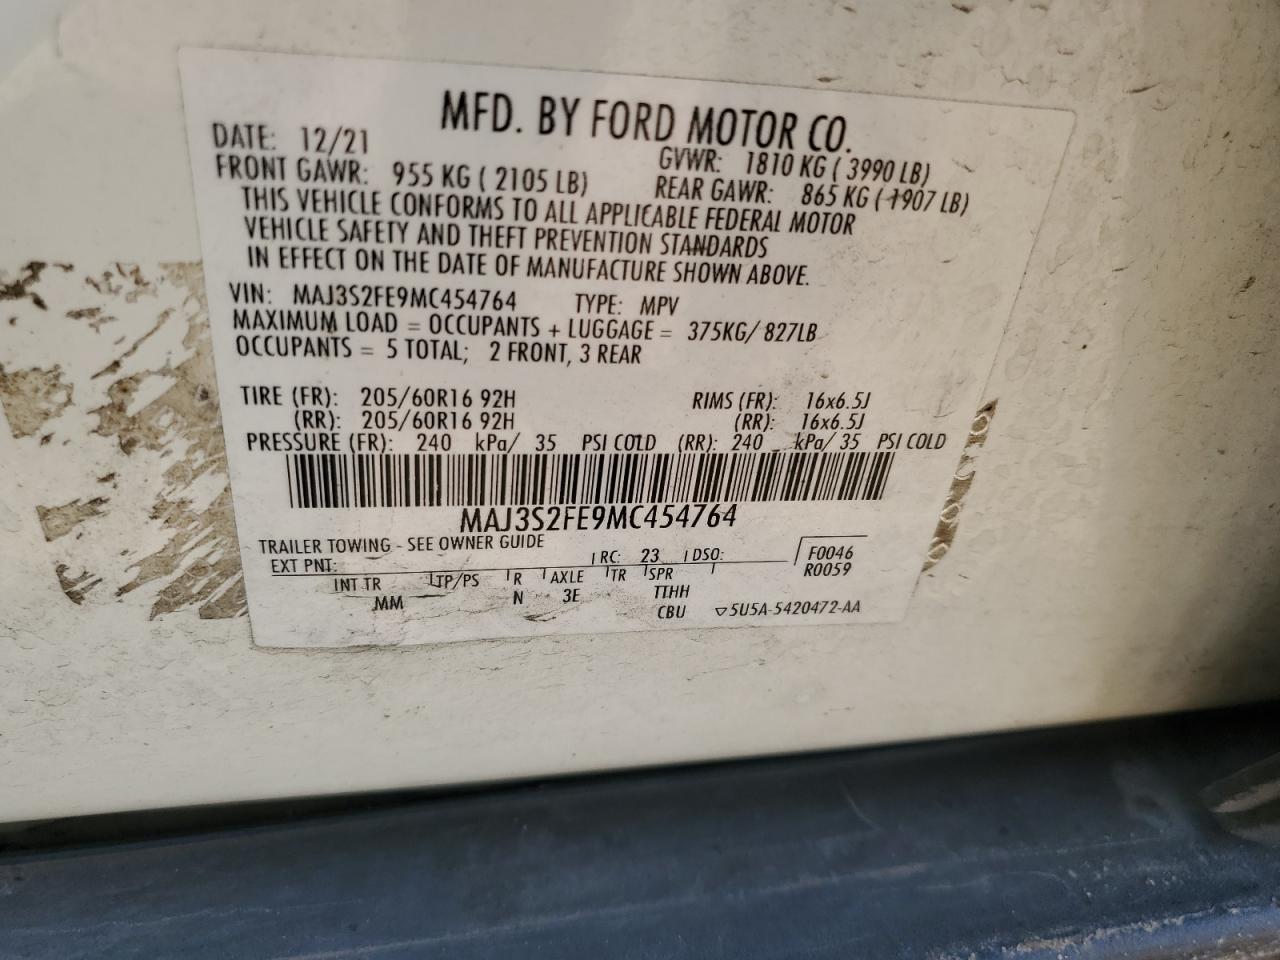 MFD. BY FORD MOTOR CO.
DATE: 12/21 GVWR: 1810 KG ( 3990 LB)
FRONT GAWR: 955 KG ( 2105 LB) REAR GAWR: 865 KG ( 1907 LB)
THIS VEHICLE CONFORMS TO ALL APPLICABLE FEDERAL MOTOR
VEHICLE SAFETY AND THEFT PREVENTION STANDARDS
IN EFFECT ON THE DATE OF MANUFACTURE SHOWN ABOVE.
VIN: MAJ3S2FE9MC454764 TYPE: MPV
MAXIMUM LOAD = OCCUPANTS + LUGGAGE = 375KG/ 827LB
OCCUPANTS = 5 TOTAL; 2 FRONT, 3 REAR
TIRE (FR): 205/60R16 92H RIMS (FR): 16x6.5J
(RR): 205/60R16 92H (RR): 16x6.5J
PRESSURE (FR): 240 kPa/ 35 PSI COLD (RR): 240 kPa/ 35 PSI COLD
MAJ3S2FE9MC454764
TRAILER TOWING - SEE OWNER GUIDE
EXT PNT: RC: 23 DSO: F0046
R0059
INT TR TP/PS R AXLE TR SPR
MM N 3E TTHH
CBU 5U5A-5420472-AA